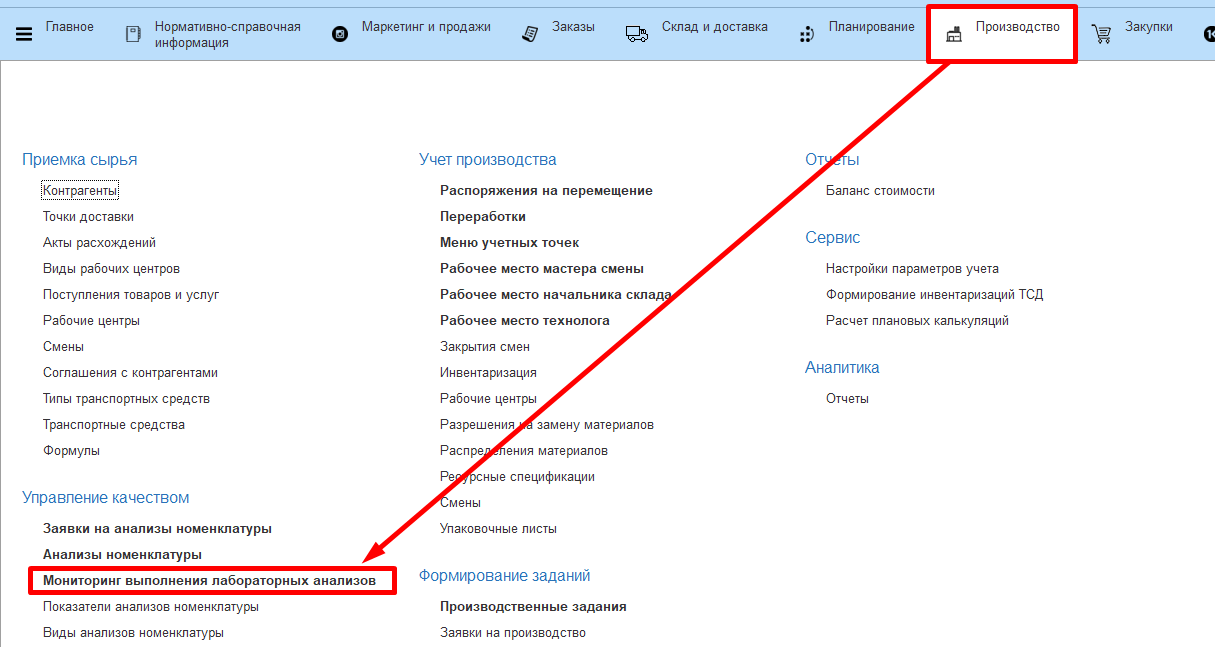 Главное
Нормативно-справочная
информация
Маркетинг и продажи
Заказы
Склад и доставка
Планирование
Производство
Закупки
Приемка сырья
Контрагенты
Точки доставки
Акты расхождений
Виды рабочих центров
Поступления товаров и услуг
Рабочие центры
Смены
Соглашения с контрагентами
Типы транспортных средств
Транспортные средства
Формулы
Управление качеством
Заявки на анализы номенклатуры
Анализы номенклатуры
Мониторинг выполнения лабораторных анализов
Показатели анализов номенклатуры
Виды анализов номенклатуры
Учет производства
Распоряжения на перемещение
Переработки
Меню учетных точек
Рабочее место мастера смены
Рабочее место начальника склада
Рабочее место технолога
Закрытия смен
Инвентаризация
Рабочие центры
Разрешения на замену материалов
Распределения материалов
Ресурсные спецификации
Смены
Упаковочные листы
Формирование заданий
Производственные задания
Заявки на производство
Отчеты
Баланс стоимости
Сервис
Настройки параметров учета
Формирование инвентаризаций ТСД
Расчет плановых калькуляций
Аналитика
Отчеты